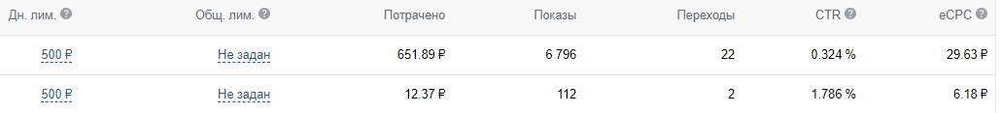 Дн. лим. ? Общ. лим. ? Потрачено Показы Переходы CTR ? eCPC ?
500 ₽ Не задан 651.89 ₽ 6 796 22 0.324 % 29.63 ₽
500 ₽ Не задан 12.37 ₽ 112 2 1.786 % 6.18 ₽